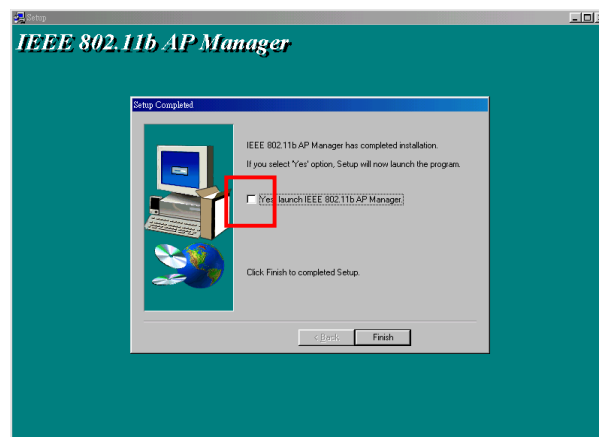 Setup
IEEE 802.11b AP Manager
Setup Completed
IEEE 802.11b AP Manager has completed installation.
If you select 'Yes' option, Setup will now launch the program.
Yes, launch IEEE 802.11b AP Manager.
Click Finish to completed Setup.
< Back
Finish